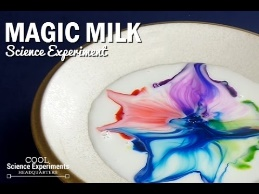 MAGIC MILK
Science Experiment
COOL
Science Experiments
HEADQUARTERS